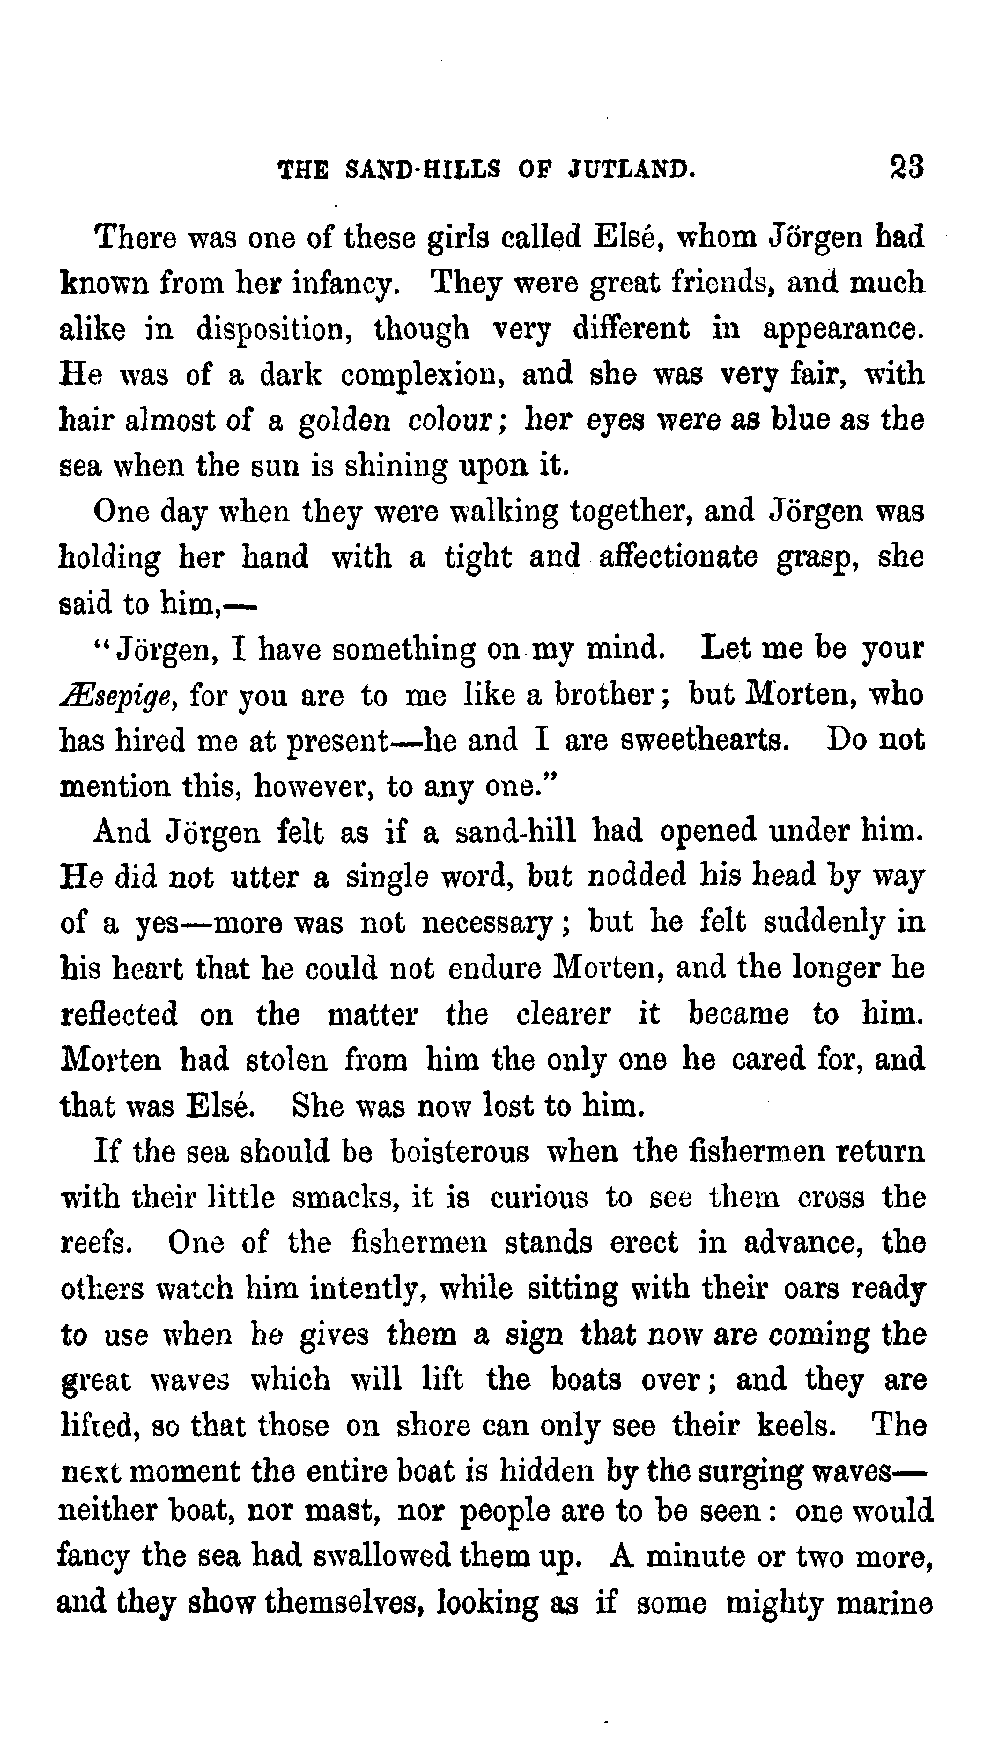 THE SAND-HILLS OF JUTLAND. 23
There was one of these girls called Elsé, whom Jörgen had
known from her infancy. They were great friends, and much
alike in disposition, though very different in appearance.
He was of a dark complexion, and she was very fair, with
hair almost of a golden colour; her eyes were as blue as the
sea when the sun is shining upon it.
One day when they were walking together, and Jörgen was
holding her hand with a tight and affectionate grasp, she
said to him,—
"Jörgen, I have something on my mind. Let me be your
Æsepige, for you are to me like a brother; but Morten, who
has hired me at present—he and I are sweethearts. Do not
mention this, however, to any one."
And Jörgen felt as if a sand-hill had opened under him.
He did not utter a single word, but nodded his head by way
of a yes—more was not necessary; but he felt suddenly in
his heart that he could not endure Morten, and the longer he
reflected on the matter the clearer it became to him.
Morten had stolen from him the only one he cared for, and
that was Elsé. She was now lost to him.
If the sea should be boisterous when the fishermen return
with their little smacks, it is curious to see them cross the
reefs. One of the fishermen stands erect in advance, the
others watch him intently, while sitting with their oars ready
to use when he gives them a sign that now are coming the
great waves which will lift the boats over; and they are
lifted, so that those on shore can only see their keels. The
next moment the entire boat is hidden by the surging waves—
neither boat, nor mast, nor people are to be seen: one would
fancy the sea had swallowed them up. A minute or two more,
and they show themselves, looking as if some mighty marine